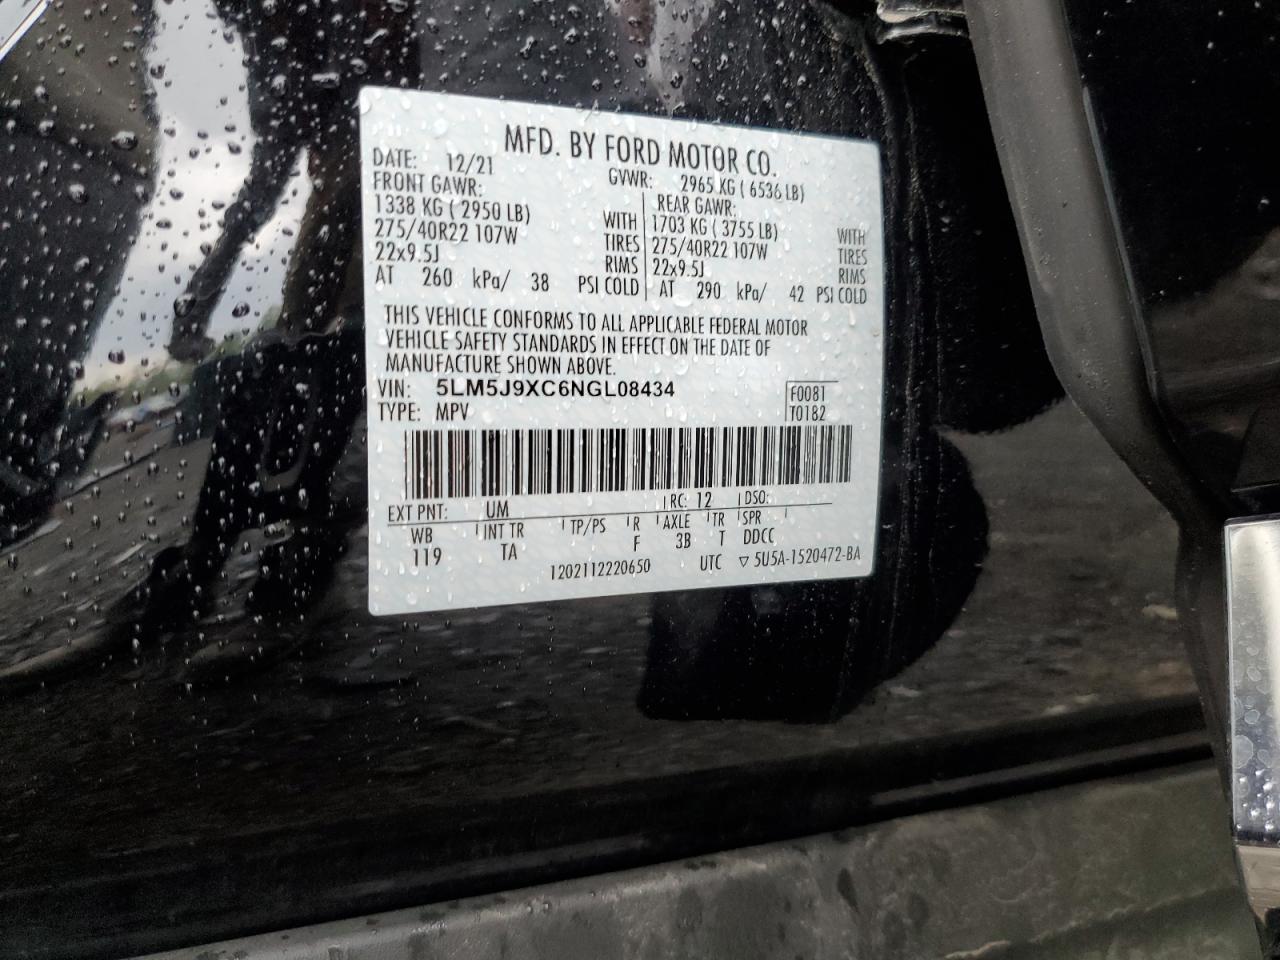 MFD. BY FORD MOTOR CO.
DATE: 12/21 GVWR: 2965 KG ( 6536 LB)
FRONT GAWR: REAR GAWR:
1338 KG ( 2950 LB) WITH 1703 KG ( 3755 LB) WITH
275/40R22 107W TIRES 275/40R22 107W TIRES
22x9.5J RIMS 22x9.5J RIMS
AT 260 kPa/ 38 PSI COLD AT 290 kPa/ 42 PSI COLD
THIS VEHICLE CONFORMS TO ALL APPLICABLE FEDERAL MOTOR
VEHICLE SAFETY STANDARDS IN EFFECT ON THE DATE OF
MANUFACTURE SHOWN ABOVE.
VIN: 5LM5J9XC6NGL08434 F0081
TYPE: MPV T0182
EXT PNT: UM RC: 12 DSO:
WB INT TR TP/PS R AXLE TR SPR
119 TA F 3B T DDCC
1202112220650 UTC ▽ 5U5A-1520472-BA